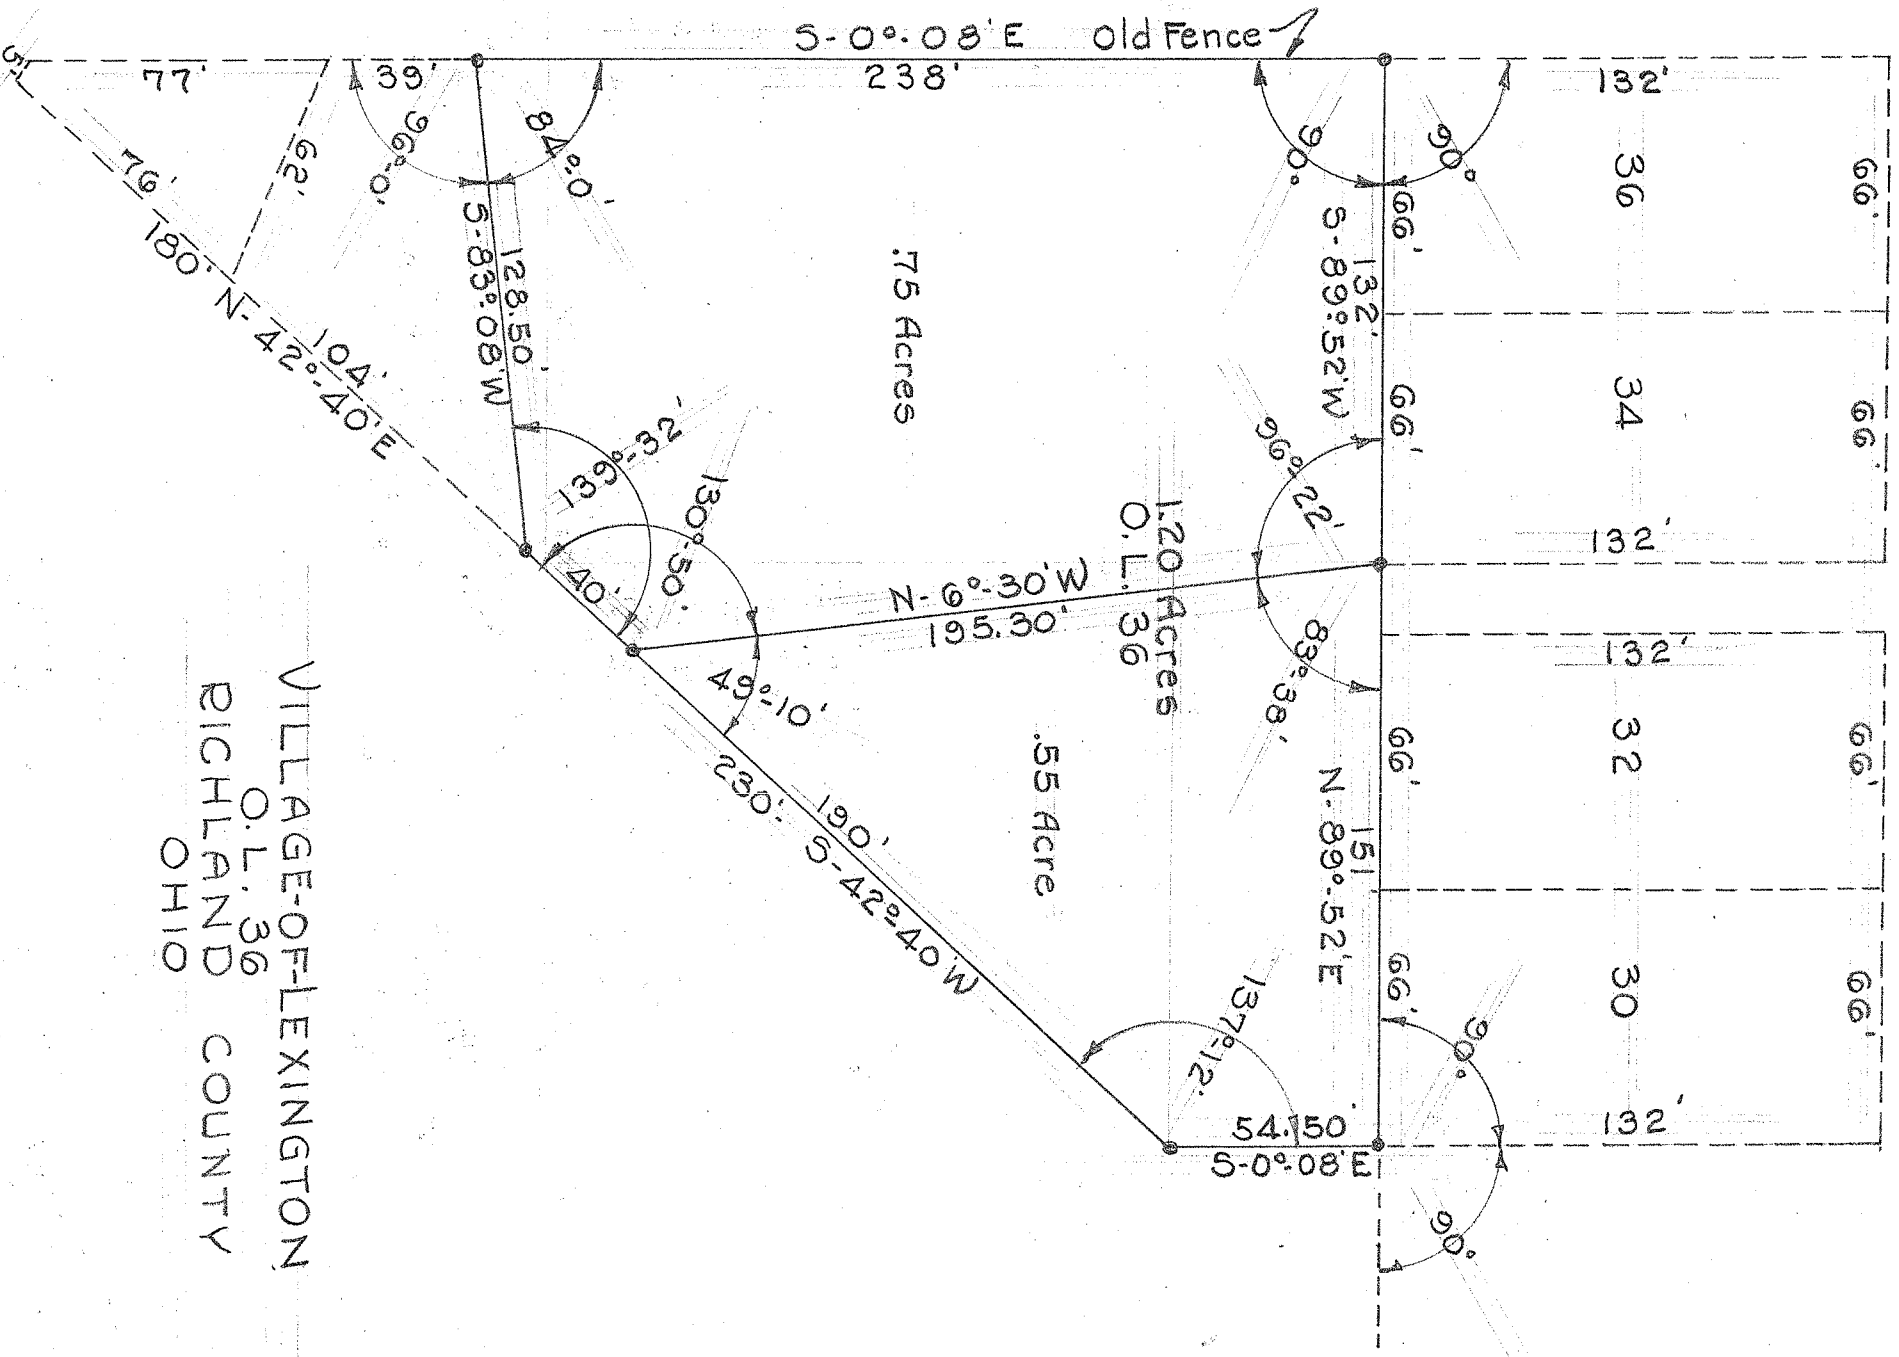 S-0°-08'E Old Fence
238'
77'
39'
5'
132'
76'
62'
96°-0'
84°-0'
90°
90°
36
66'
180'
N-42°-40'E
104'
S-83°-08'W
128.50'
.75 Acres
S-89°-52'W
132'
66'
66'
34
66'
139°-32'
130°-50'
96°-22'
1.20 Acres
O.L. 36
132'
40'
N-6°-30'W
195.30'
83°-38'
132'
49°-10'
230'
190'
S-42°-40'W
.55 Acre
N-89°-52'E
151
66'
32
66'
66'
30
66'
137°-12'
90°
132'
54.50'
S-0°-08'E
90°
VILLAGE-OF-LEXINGTON
O.L. 36
RICHLAND COUNTY
OHIO